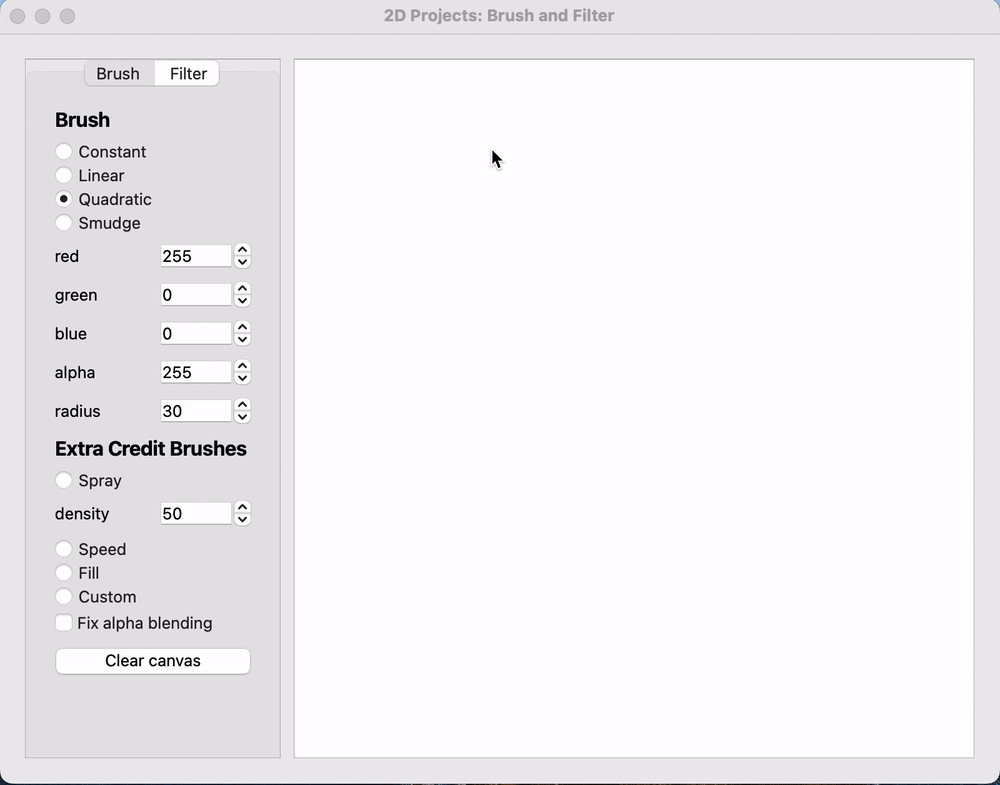 2D Projects: Brush and Filter
Brush Filter
Brush
Constant
Linear
Quadratic
Smudge
red 255
green 0
blue 0
alpha 255
radius 30
Extra Credit Brushes
Spray
density 50
Speed
Fill
Custom
Fix alpha blending
Clear canvas